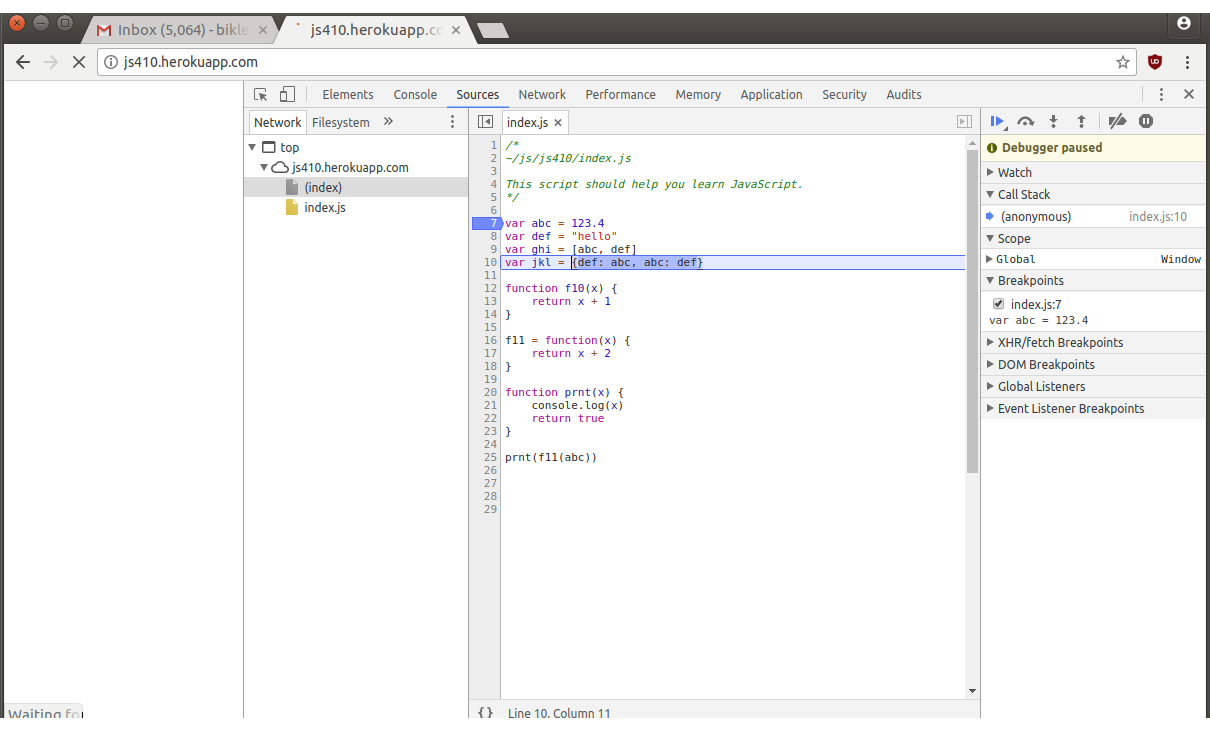 Inbox (5,064) - bikle
js410.herokuapp.co
js410.herokuapp.com
Elements Console Sources Network Performance Memory Application Security Audits
Network Filesystem »
top
js410.herokuapp.com
(index)
index.js
index.js ×
1 /*
2 ~/js/js410/index.js
3
4 This script should help you learn JavaScript.
5 */
6
7 var abc = 123.4
8 var def = "hello"
9 var ghi = [abc, def]
10 var jkl = {def: abc, abc: def}
11
12 function f10(x) {
13     return x + 1
14 }
15
16 f11 = function(x) {
17     return x + 2
18 }
19
20 function prnt(x) {
21     console.log(x)
22     return true
23 }
24
25 prnt(f11(abc))
26
27
28
29
{} Line 10, Column 11
Debugger paused
Watch
Call Stack
(anonymous) index.js:10
Scope
Global Window
Breakpoints
index.js:7
var abc = 123.4
XHR/fetch Breakpoints
DOM Breakpoints
Global Listeners
Event Listener Breakpoints
Waiting fo